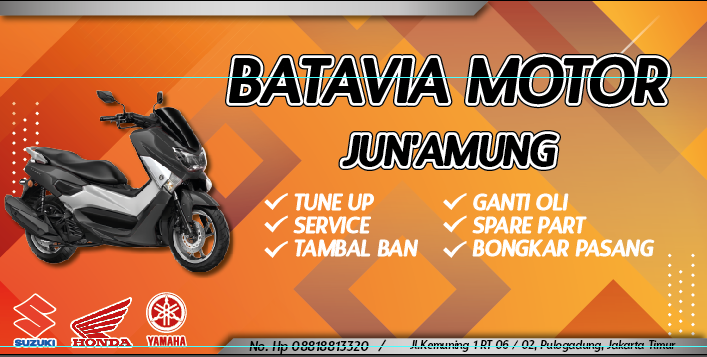 BATAVIA MOTOR
JUN'AMUNG
TUNE UP
SERVICE
TAMBAL BAN
GANTI OLI
SPARE PART
BONGKAR PASANG
SUZUKI
HONDA
YAMAHA
No. Hp 08818813320 / Jl.Kemuning 1 RT 06 / 02, Pulogadung, Jakarta Timur